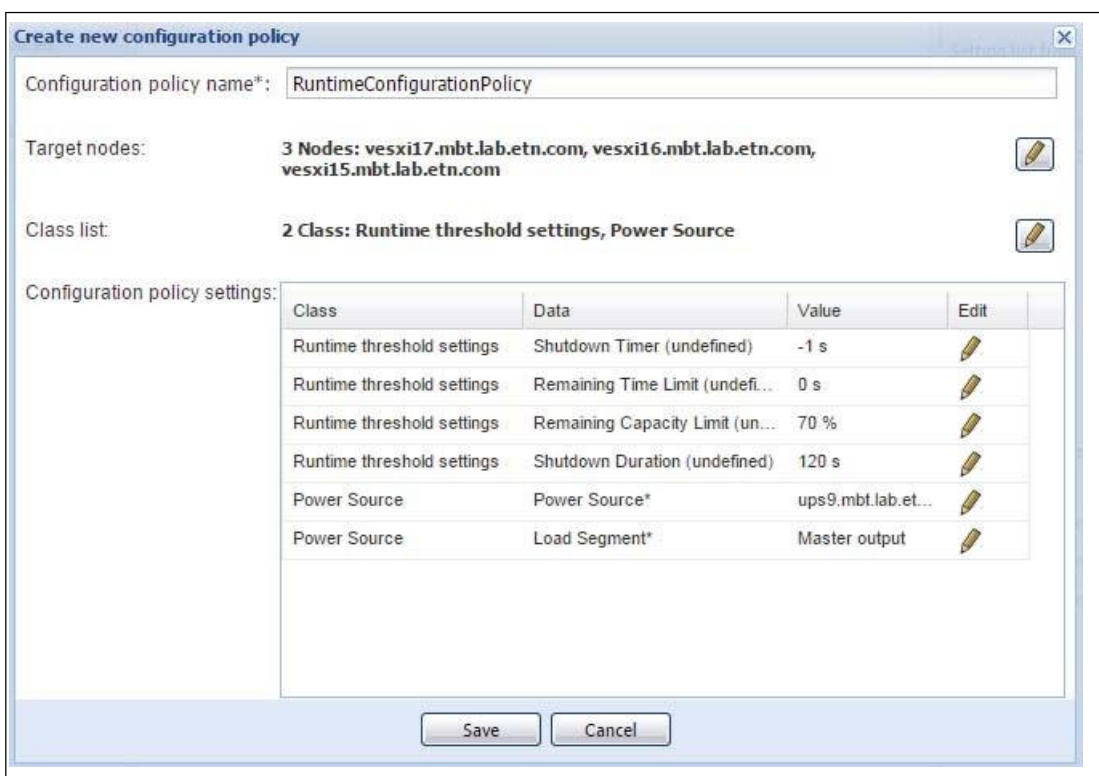 Create new configuration policy
Configuration policy name*: RuntimeConfigurationPolicy
Target nodes: 3 Nodes: vesxi17.mbt.lab.etn.com, vesxi16.mbt.lab.etn.com,
vesxi15.mbt.lab.etn.com
Class list: 2 Class: Runtime threshold settings, Power Source
Configuration policy settings:
Class Data Value Edit
Runtime threshold settings Shutdown Timer (undefined) -1 s
Runtime threshold settings Remaining Time Limit (undefi... 0 s
Runtime threshold settings Remaining Capacity Limit (un... 70 %
Runtime threshold settings Shutdown Duration (undefined) 120 s
Power Source Power Source* ups9.mbt.lab.et...
Power Source Load Segment* Master output
Save Cancel